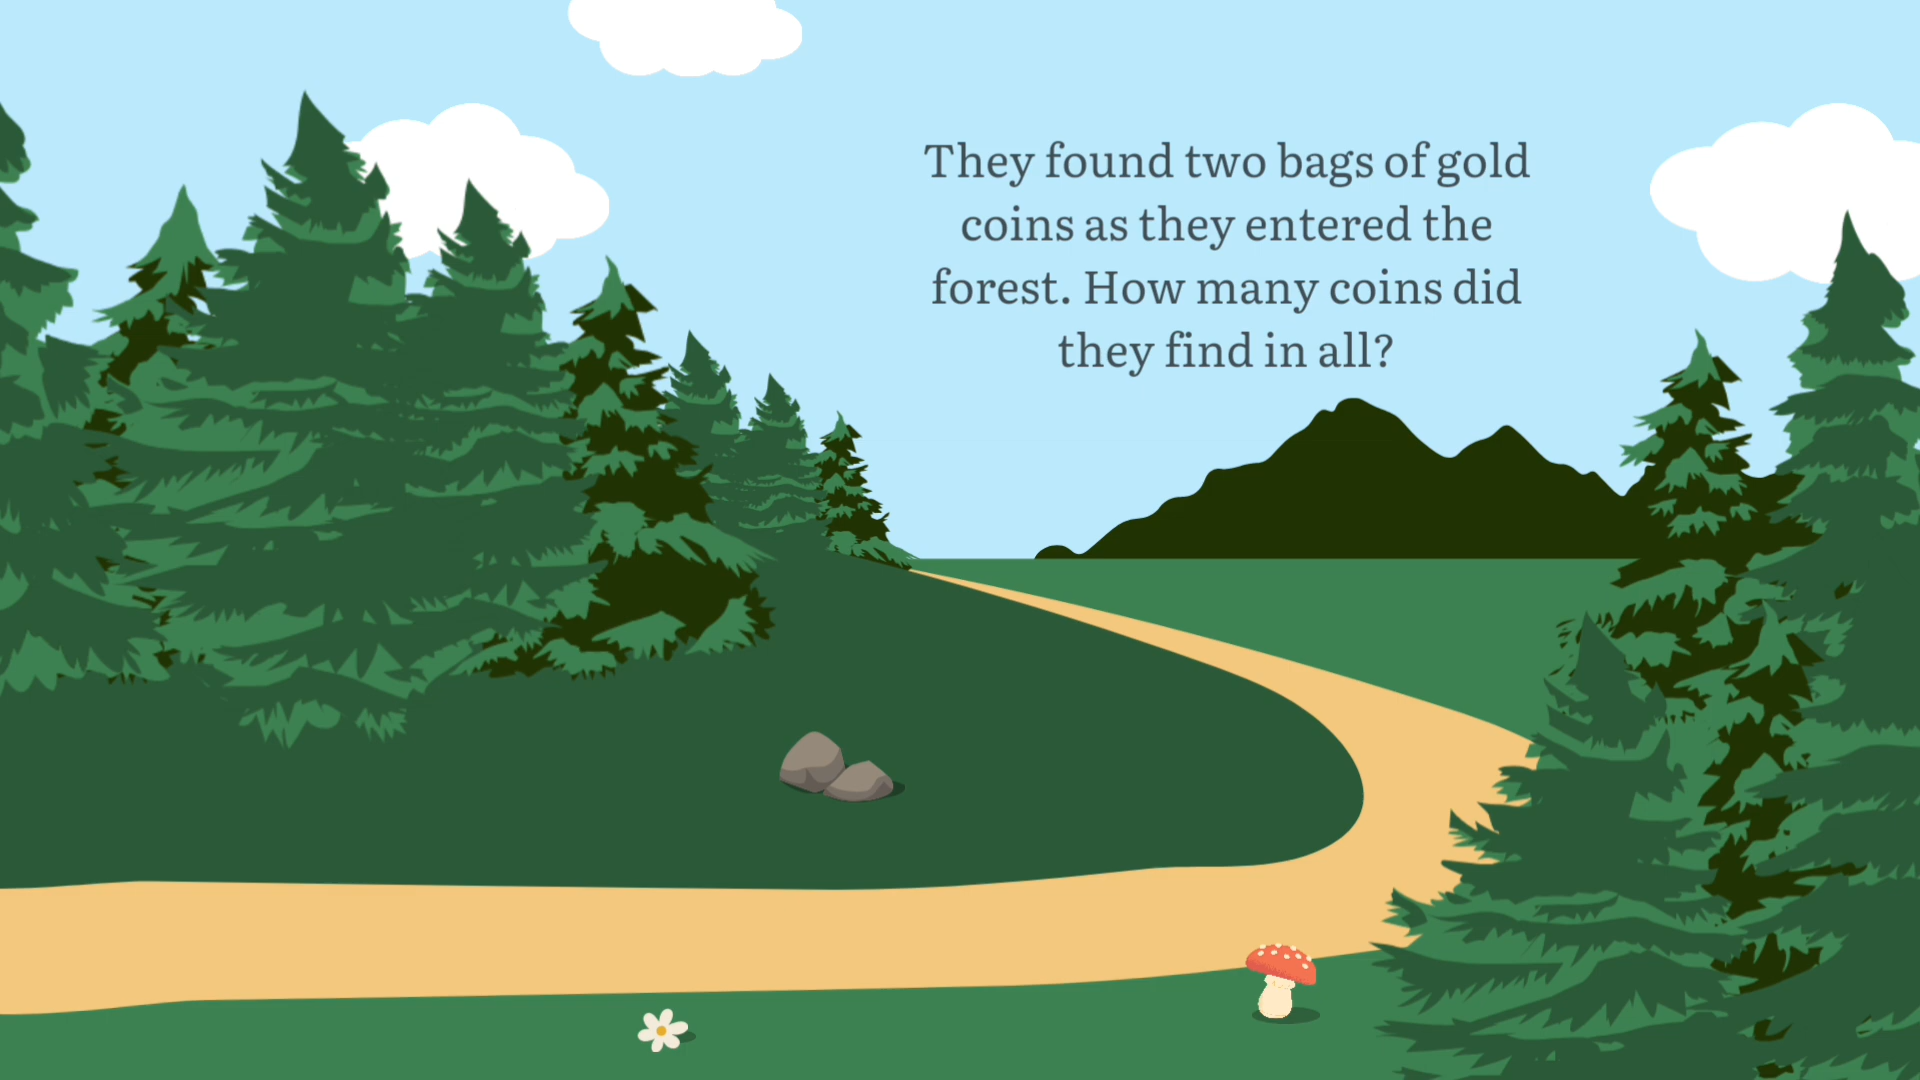 They found two bags of gold
coins as they entered the
forest. How many coins did
they find in all?